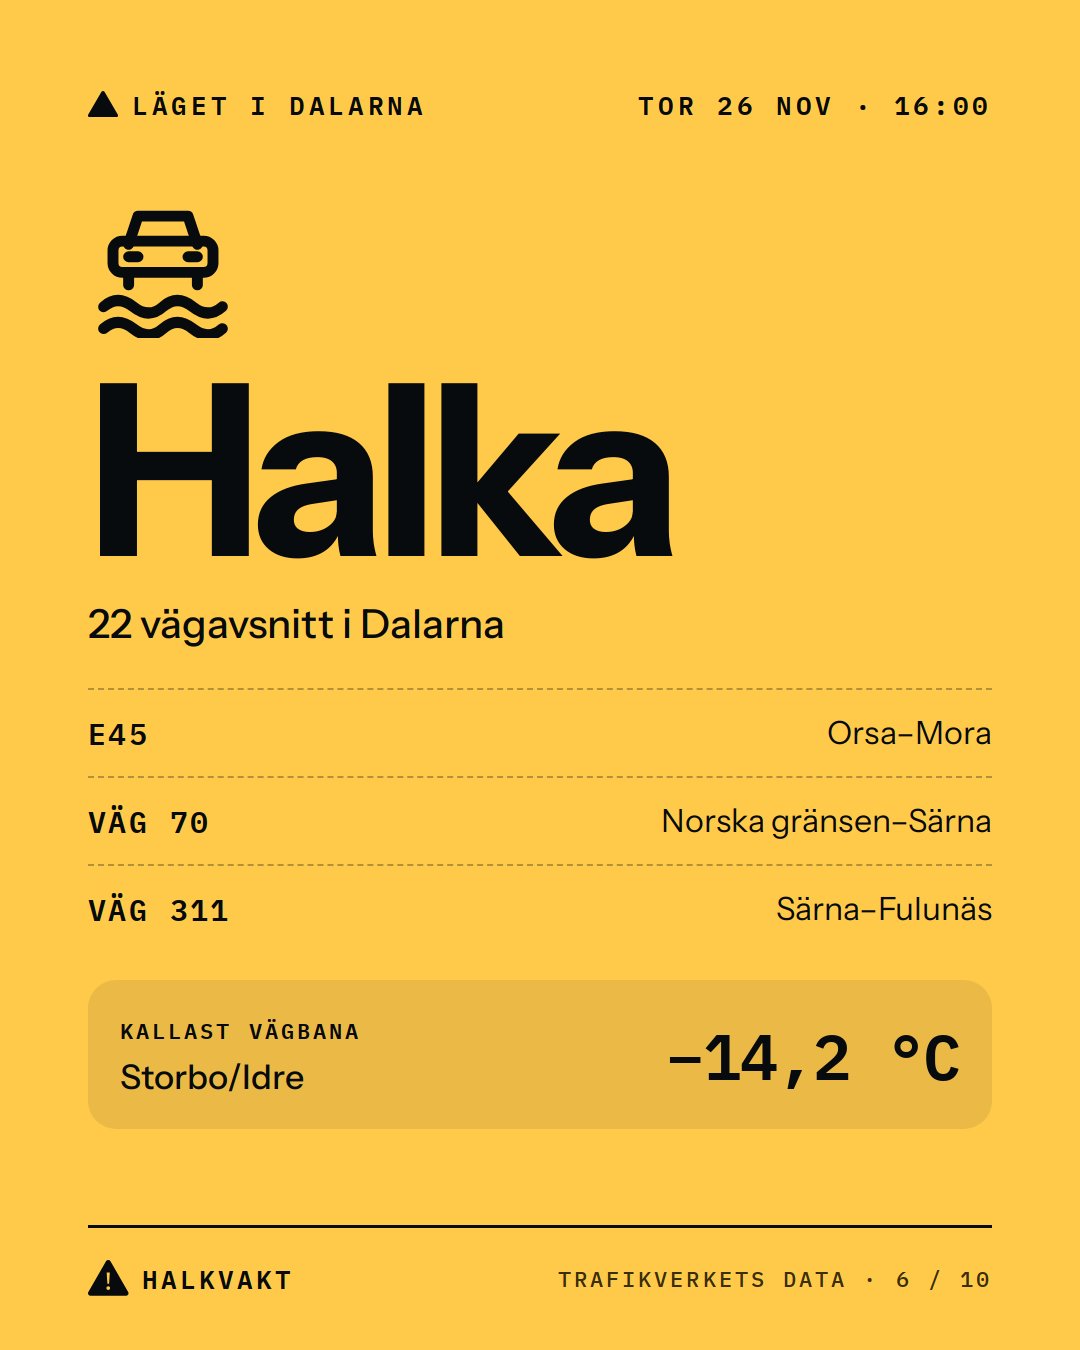 LÄGET I DALARNA
TOR 26 NOV · 16:00
Halka
22 vägavsnitt i Dalarna
E45 Orsa–Mora
VÄG 70 Norska gränsen–Särna
VÄG 311 Särna–Fulunäs
KALLAST VÄGBANA
Storbo/Idre
−14,2 °C
HALKVAKT
TRAFIKVERKETS DATA · 6 / 10